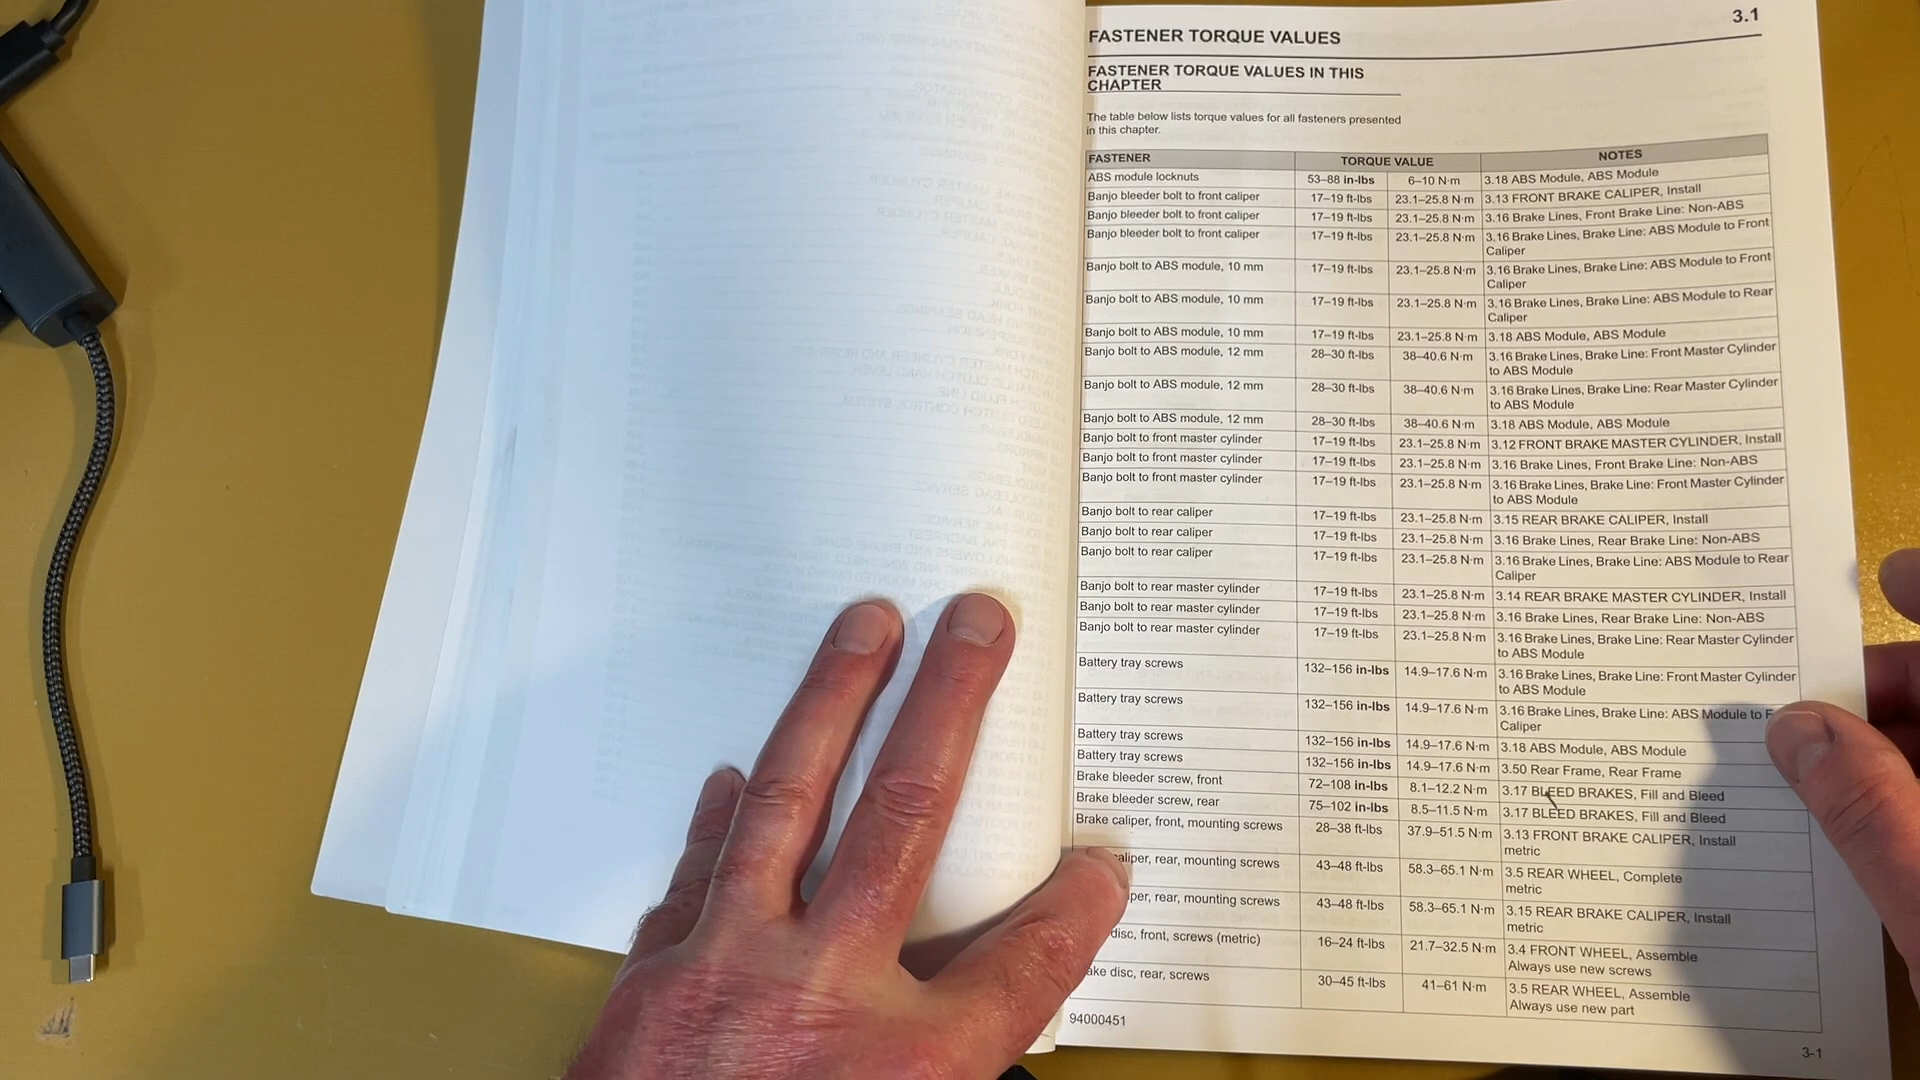 3.1
FASTENER TORQUE VALUES
FASTENER TORQUE VALUES IN THIS
CHAPTER
The table below lists torque values for all fasteners presented
in this chapter.
FASTENER TORQUE VALUE NOTES
ABS module locknuts 53–88 in-lbs 6–10 N·m 3.18 ABS Module, ABS Module
Banjo bleeder bolt to front caliper 17–19 ft-lbs 23.1–25.8 N·m 3.13 FRONT BRAKE CALIPER, Install
Banjo bleeder bolt to front caliper 17–19 ft-lbs 23.1–25.8 N·m 3.16 Brake Lines, Front Brake Line: Non-ABS
Banjo bleeder bolt to front caliper 17–19 ft-lbs 23.1–25.8 N·m 3.16 Brake Lines, Brake Line: ABS Module to Front
Caliper
Banjo bolt to ABS module, 10 mm 17–19 ft-lbs 23.1–25.8 N·m 3.16 Brake Lines, Brake Line: ABS Module to Front
Caliper
Banjo bolt to ABS module, 10 mm 17–19 ft-lbs 23.1–25.8 N·m 3.16 Brake Lines, Brake Line: ABS Module to Rear
Caliper
Banjo bolt to ABS module, 10 mm 17–19 ft-lbs 23.1–25.8 N·m 3.18 ABS Module, ABS Module
Banjo bolt to ABS module, 12 mm 28–30 ft-lbs 38–40.6 N·m 3.16 Brake Lines, Brake Line: Front Master Cylinder
to ABS Module
Banjo bolt to ABS module, 12 mm 28–30 ft-lbs 38–40.6 N·m 3.16 Brake Lines, Brake Line: Rear Master Cylinder
to ABS Module
Banjo bolt to ABS module, 12 mm 28–30 ft-lbs 38–40.6 N·m 3.18 ABS Module, ABS Module
Banjo bolt to front master cylinder 17–19 ft-lbs 23.1–25.8 N·m 3.12 FRONT BRAKE MASTER CYLINDER, Install
Banjo bolt to front master cylinder 17–19 ft-lbs 23.1–25.8 N·m 3.16 Brake Lines, Front Brake Line: Non-ABS
Banjo bolt to front master cylinder 17–19 ft-lbs 23.1–25.8 N·m 3.16 Brake Lines, Brake Line: Front Master Cylinder
to ABS Module
Banjo bolt to rear caliper 17–19 ft-lbs 23.1–25.8 N·m 3.15 REAR BRAKE CALIPER, Install
Banjo bolt to rear caliper 17–19 ft-lbs 23.1–25.8 N·m 3.16 Brake Lines, Rear Brake Line: Non-ABS
Banjo bolt to rear caliper 17–19 ft-lbs 23.1–25.8 N·m 3.16 Brake Lines, Brake Line: ABS Module to Rear
Caliper
Banjo bolt to rear master cylinder 17–19 ft-lbs 23.1–25.8 N·m 3.14 REAR BRAKE MASTER CYLINDER, Install
Banjo bolt to rear master cylinder 17–19 ft-lbs 23.1–25.8 N·m 3.16 Brake Lines, Rear Brake Line: Non-ABS
Banjo bolt to rear master cylinder 17–19 ft-lbs 23.1–25.8 N·m 3.16 Brake Lines, Brake Line: Rear Master Cylinder
to ABS Module
Battery tray screws 132–156 in-lbs 14.9–17.6 N·m 3.16 Brake Lines, Brake Line: Front Master Cylinder
to ABS Module
Battery tray screws 132–156 in-lbs 14.9–17.6 N·m 3.16 Brake Lines, Brake Line: ABS Module to
Caliper
Battery tray screws 132–156 in-lbs 14.9–17.6 N·m 3.18 ABS Module, ABS Module
Battery tray screws 132–156 in-lbs 14.9–17.6 N·m 3.50 Rear Frame, Rear Frame
Brake bleeder screw, front 72–108 in-lbs 8.1–12.2 N·m 3.17 BLEED BRAKES, Fill and Bleed
Brake bleeder screw, rear 75–102 in-lbs 8.5–11.5 N·m 3.17 BLEED BRAKES, Fill and Bleed
Brake caliper, front, mounting screws 28–38 ft-lbs 37.9–51.5 N·m 3.13 FRONT BRAKE CALIPER, Install
metric
caliper, rear, mounting screws 43–48 ft-lbs 58.3–65.1 N·m 3.5 REAR WHEEL, Complete
metric
rear, mounting screws 43–48 ft-lbs 58.3–65.1 N·m 3.15 REAR BRAKE CALIPER, Install
metric
disc, front, screws (metric) 16–24 ft-lbs 21.7–32.5 N·m 3.4 FRONT WHEEL, Assemble
Always use new screws
disc, rear, screws 30–45 ft-lbs 41–61 N·m 3.5 REAR WHEEL, Assemble
Always use new part
94000451
3-1